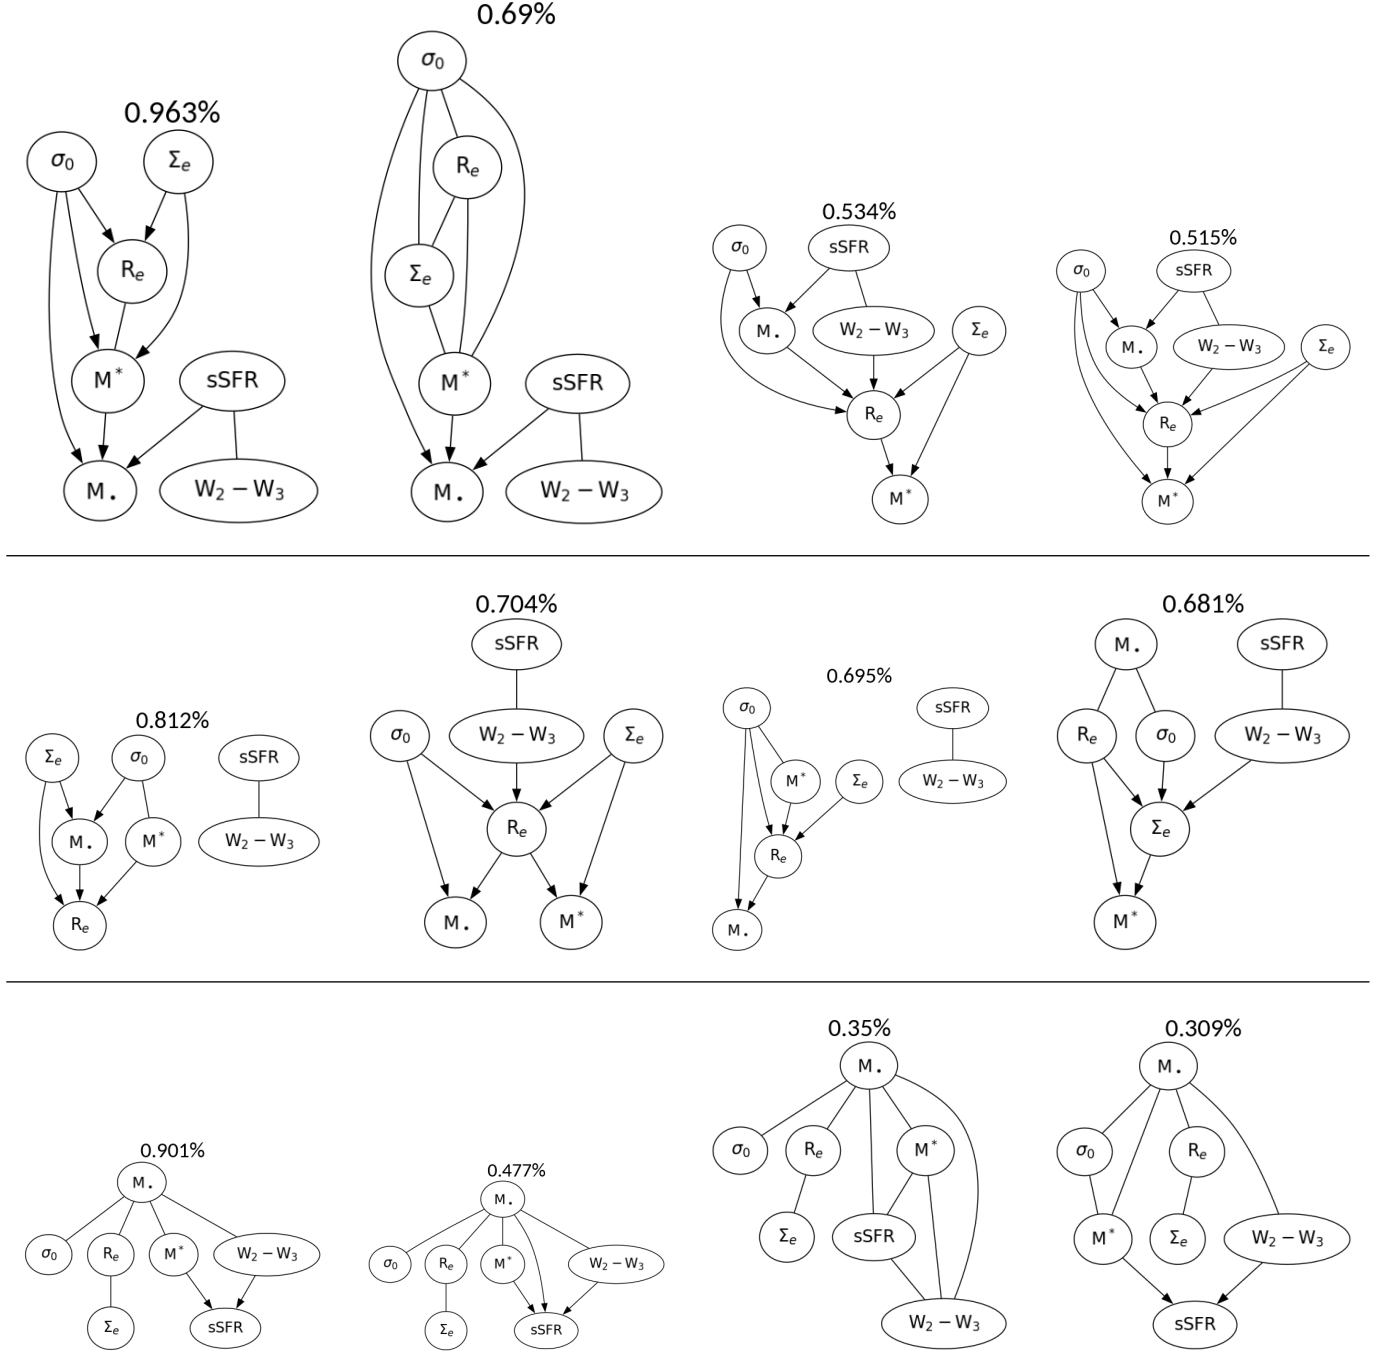 0.963%
σ₀
Σₑ
Rₑ
M*
sSFR
M•
W₂ − W₃
0.69%
σ₀
Rₑ
Σₑ
M*
sSFR
M•
W₂ − W₃
0.534%
σ₀
sSFR
M•
W₂ − W₃
Σₑ
Rₑ
M*
0.515%
σ₀
sSFR
M•
W₂ − W₃
Σₑ
Rₑ
M*
0.812%
Σₑ
σ₀
sSFR
M•
M*
W₂ − W₃
Rₑ
0.704%
sSFR
σ₀
W₂ − W₃
Σₑ
Rₑ
M•
M*
0.695%
σ₀
sSFR
M*
Σₑ
W₂ − W₃
Rₑ
M•
0.681%
M•
sSFR
Rₑ
σ₀
W₂ − W₃
Σₑ
M*
0.901%
M•
σ₀
Rₑ
M*
W₂ − W₃
Σₑ
sSFR
0.477%
M•
σ₀
Rₑ
M*
W₂ − W₃
Σₑ
sSFR
0.35%
M•
σ₀
Rₑ
M*
Σₑ
sSFR
W₂ − W₃
0.309%
M•
σ₀
Rₑ
M*
Σₑ
W₂ − W₃
sSFR